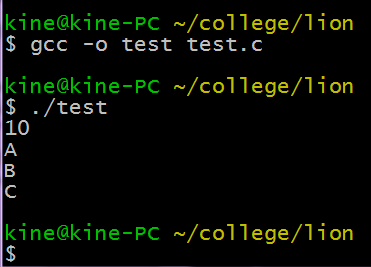 kine@kine-PC ~/college/lion
$ gcc -o test test.c
kine@kine-PC ~/college/lion
$ ./test
10
A
B
C
kine@kine-PC ~/college/lion
$